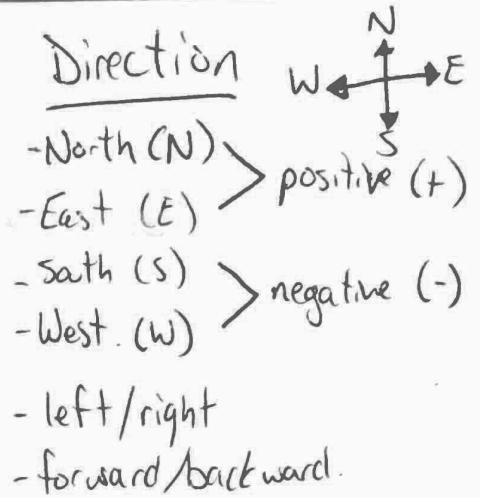 Direction
N
W E
S
-North (N)
-East (E)
positive (+)
- South (S)
-West. (W)
negative (-)
- left/right
- forward/backward.